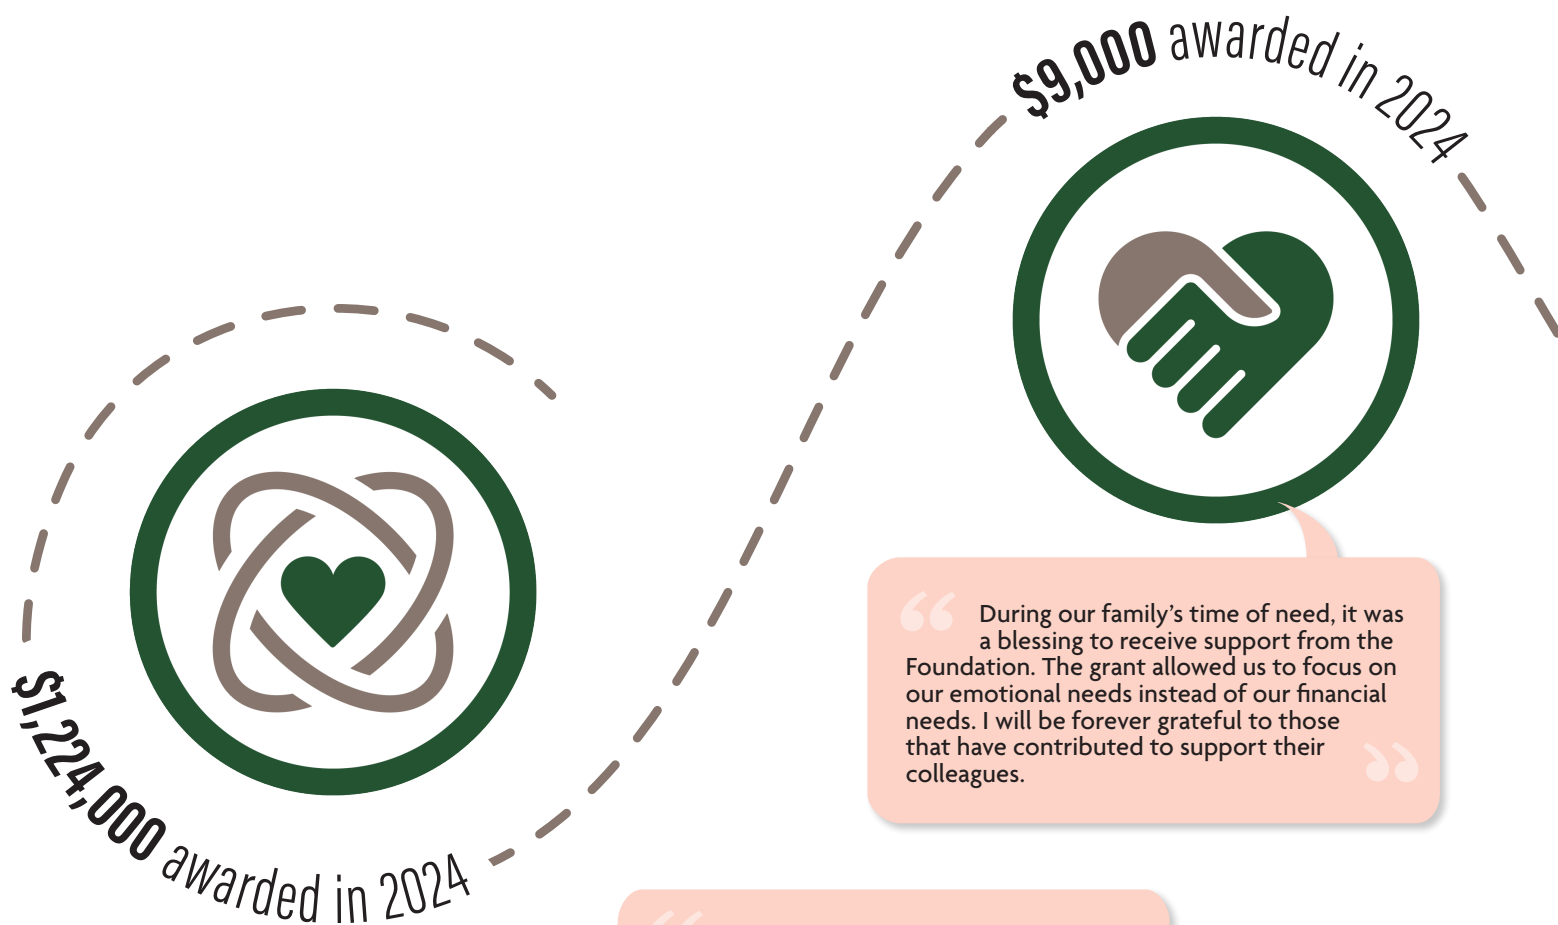 $9,000 awarded in 2024
$1,224,000 awarded in 2024
“ During our family’s time of need, it was
a blessing to receive support from the
Foundation. The grant allowed us to focus on
our emotional needs instead of our financial
needs. I will be forever grateful to those
that have contributed to support their
colleagues. ”